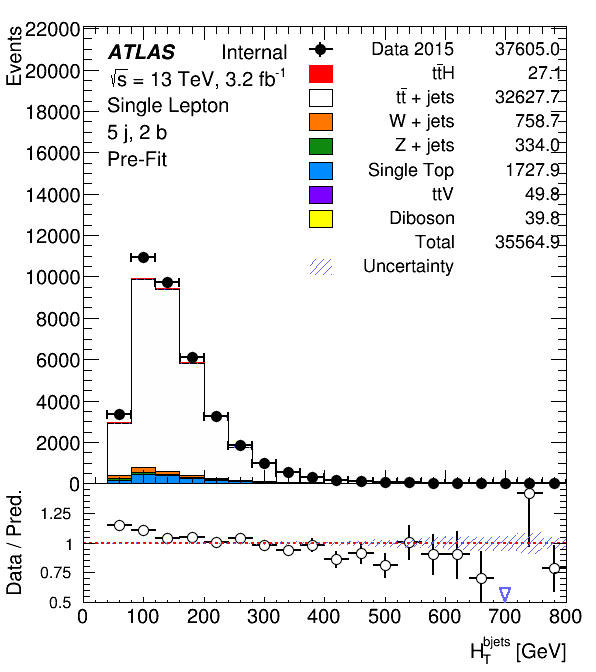 Events
22000
20000
18000
16000
14000
12000
10000
8000
6000
4000
2000
0
ATLAS Internal
√s = 13 TeV, 3.2 fb⁻¹
Single Lepton
5 j, 2 b
Pre-Fit
Data 2015 37605.0
tt̄H 27.1
tt̄ + jets 32627.7
W + jets 758.7
Z + jets 334.0
Single Top 1727.9
ttV 49.8
Diboson 39.8
Total 35564.9
Uncertainty
Data / Pred.
1.25
1
0.75
0.5
0 100 200 300 400 500 600 700 800
H_T^bjets [GeV]